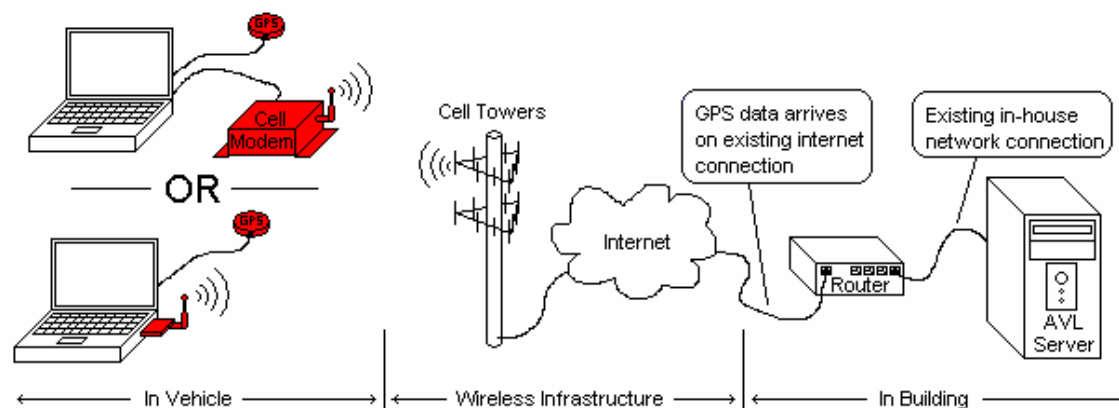 GPS
Cell
Modem
OR
GPS
Cell Towers
Internet
GPS data arrives
on existing internet
connection
Existing in-house
network connection
Router
AVL
Server
In Vehicle
Wireless Infrastructure
In Building